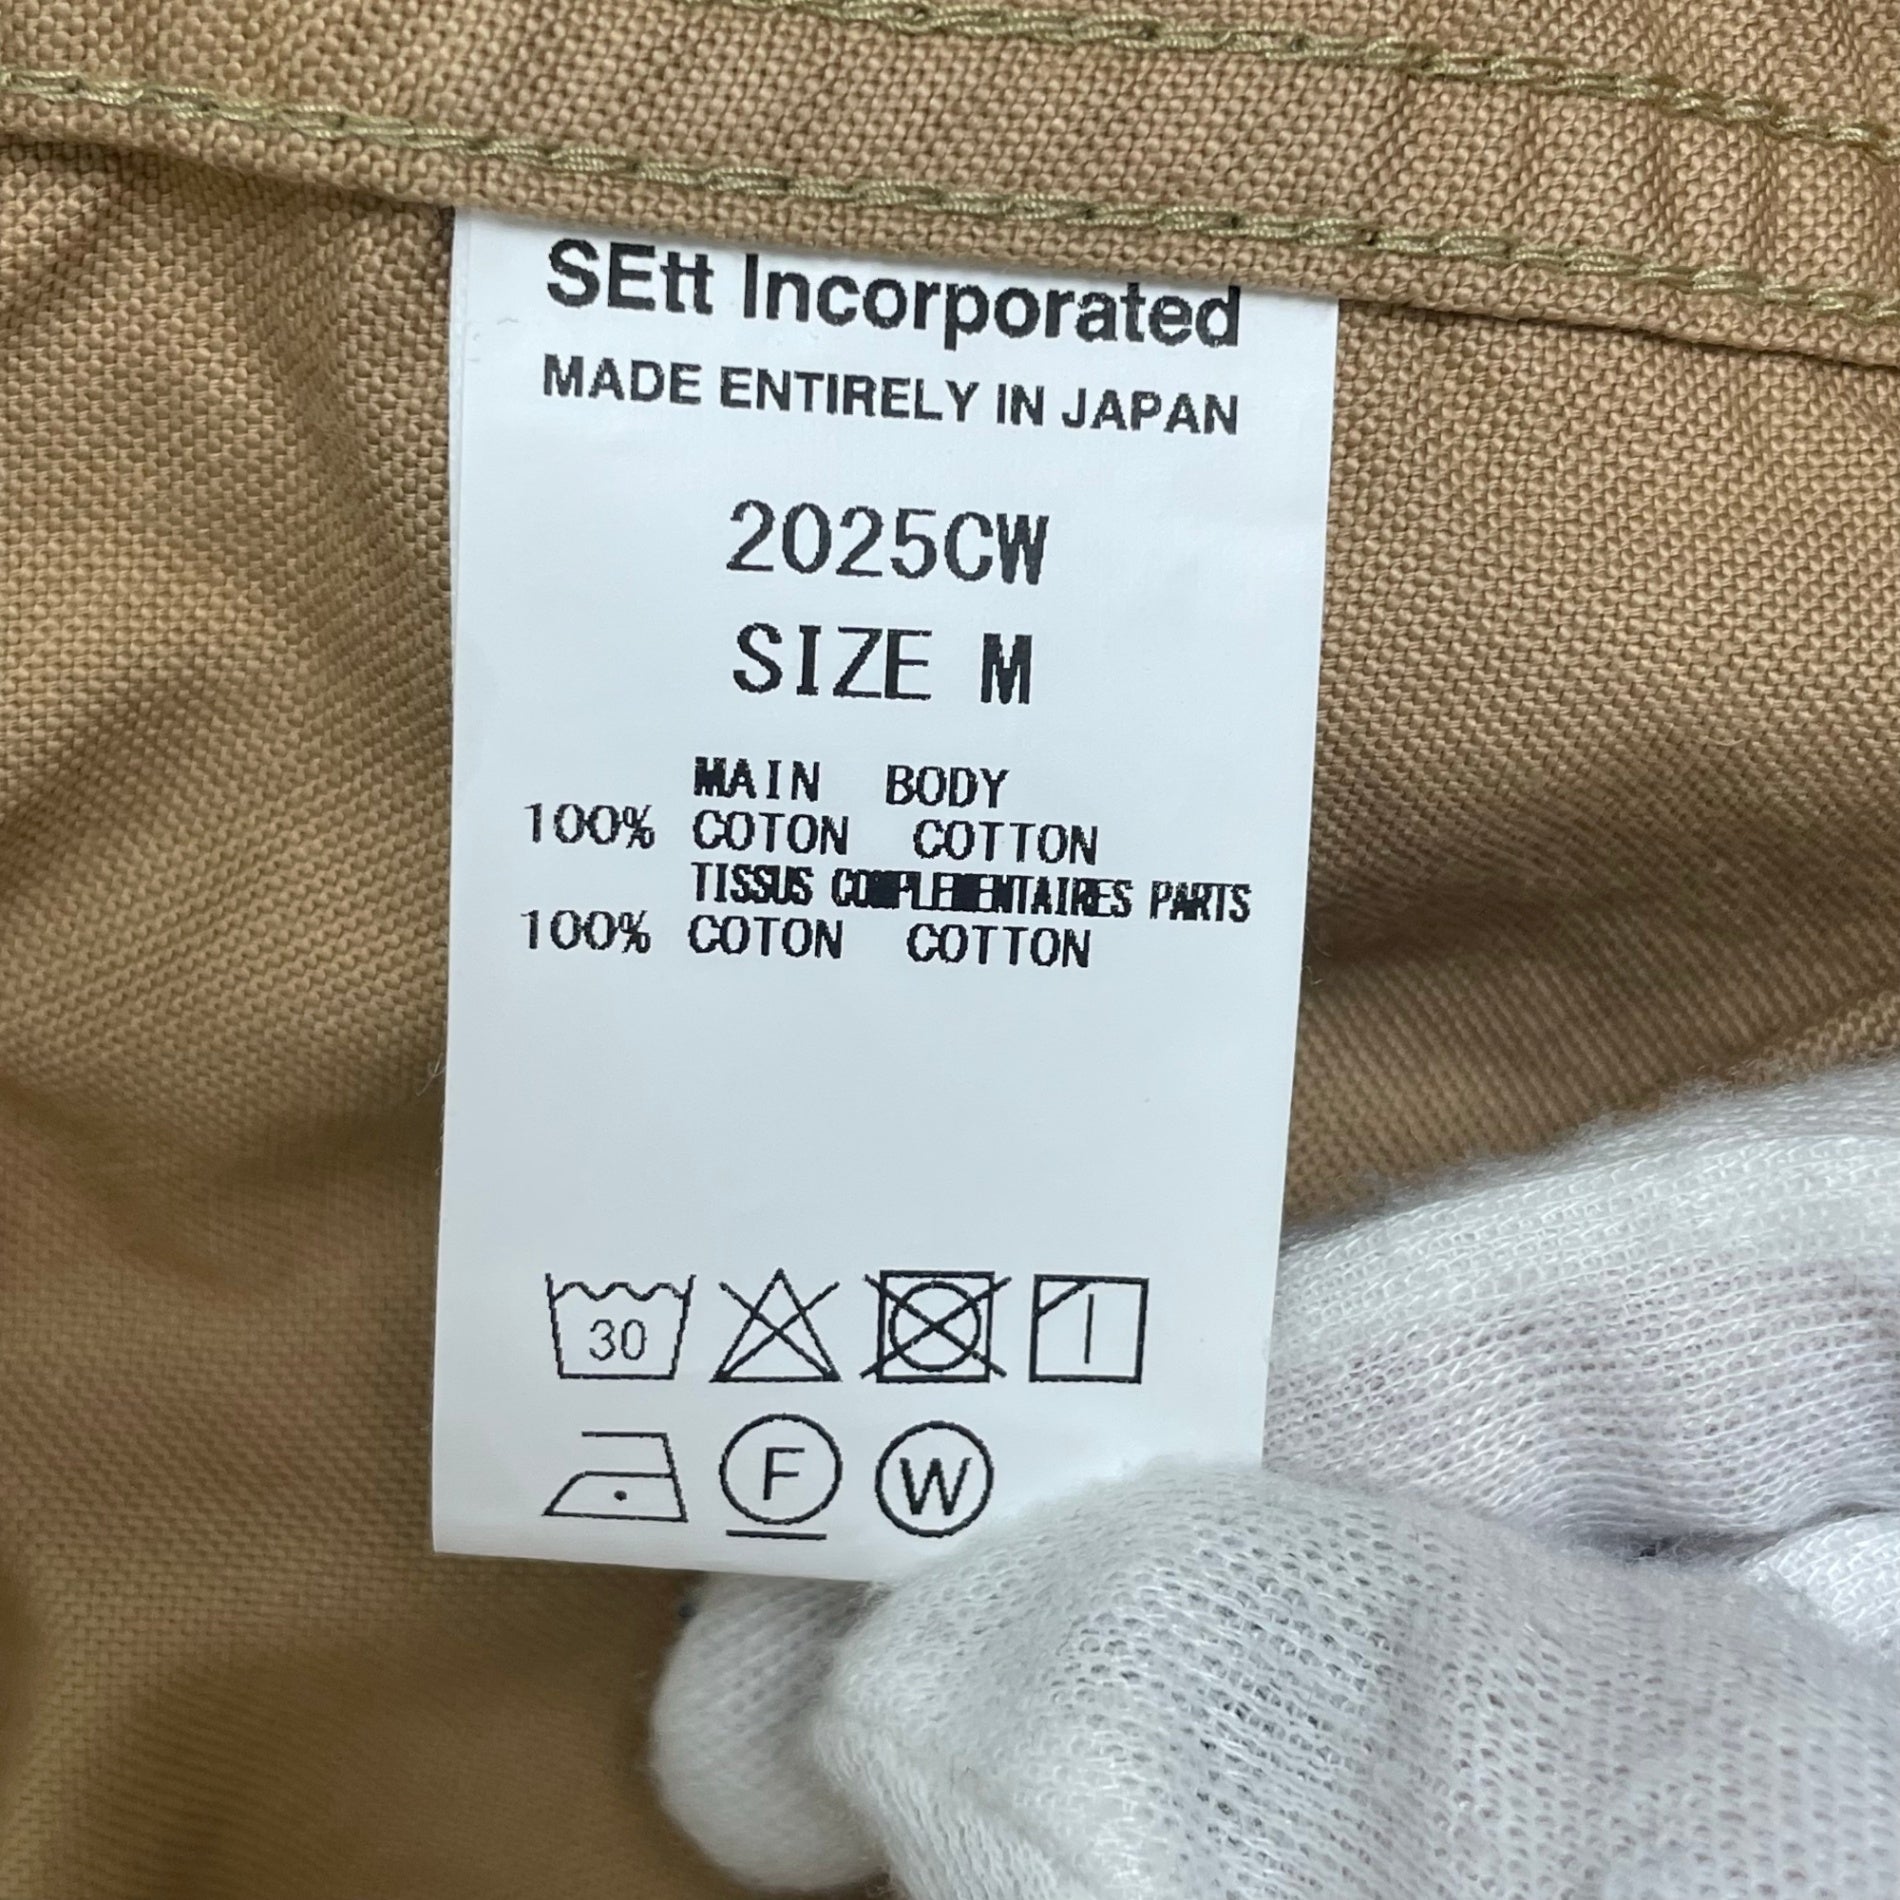 SEtt Incorporated
MADE ENTIRELY IN JAPAN
2025CW
SIZE M
MAIN BODY
100% COTON COTTON
TISSUS COMPLEMENTAIRES PARTS
100% COTON COTTON
30
F
W